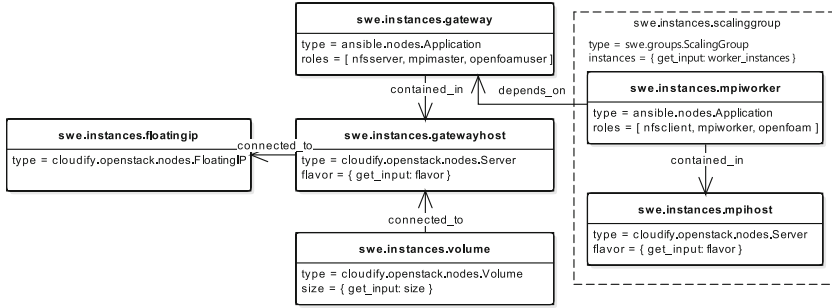 swe.instances.gateway
type = ansible.nodes.Application
roles = [ nfsserver, mpimaster, openfoamuser ]
swe.instances.scalinggroup
type = swe.groups.ScalingGroup
instances = { get_input: worker_instances }
contained_in
depends_on
swe.instances.mpiworker
type = ansible.nodes.Application
roles = [ nfsclient, mpiworker, openfoam ]
swe.instances.floatingip
type = cloudify.openstack.nodes.FloatingIP
connected_to
swe.instances.gatewayhost
type = cloudify.openstack.nodes.Server
flavor = { get_input: flavor }
contained_in
swe.instances.mpihost
type = cloudify.openstack.nodes.Server
flavor = { get_input: flavor }
connected_to
swe.instances.volume
type = cloudify.openstack.nodes.Volume
size = { get_input: size }